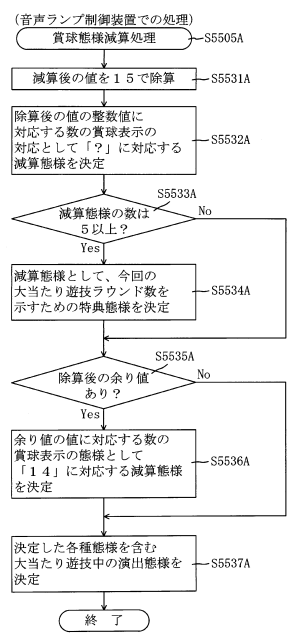 (音声ランプ制御装置での処理)
賞球態様減算処理
S5505A
減算後の値を15で除算
S5531A
除算後の値の整数値に
対応する数の賞球表示の
対応として「?」に対応する
減算態様を決定
S5532A
S5533A
減算態様の数は
5以上?
No
Yes
減算態様として、今回の
大当たり遊技ラウンド数を
示すための特典態様を決定
S5534A
S5535A
除算後の余り値
あり?
No
Yes
余り値の値に対応する数の
賞球表示の態様として
「14」に対応する減算態様
を決定
S5536A
決定した各種態様を含む
大当たり遊技中の演出態様を
決定
S5537A
終 了